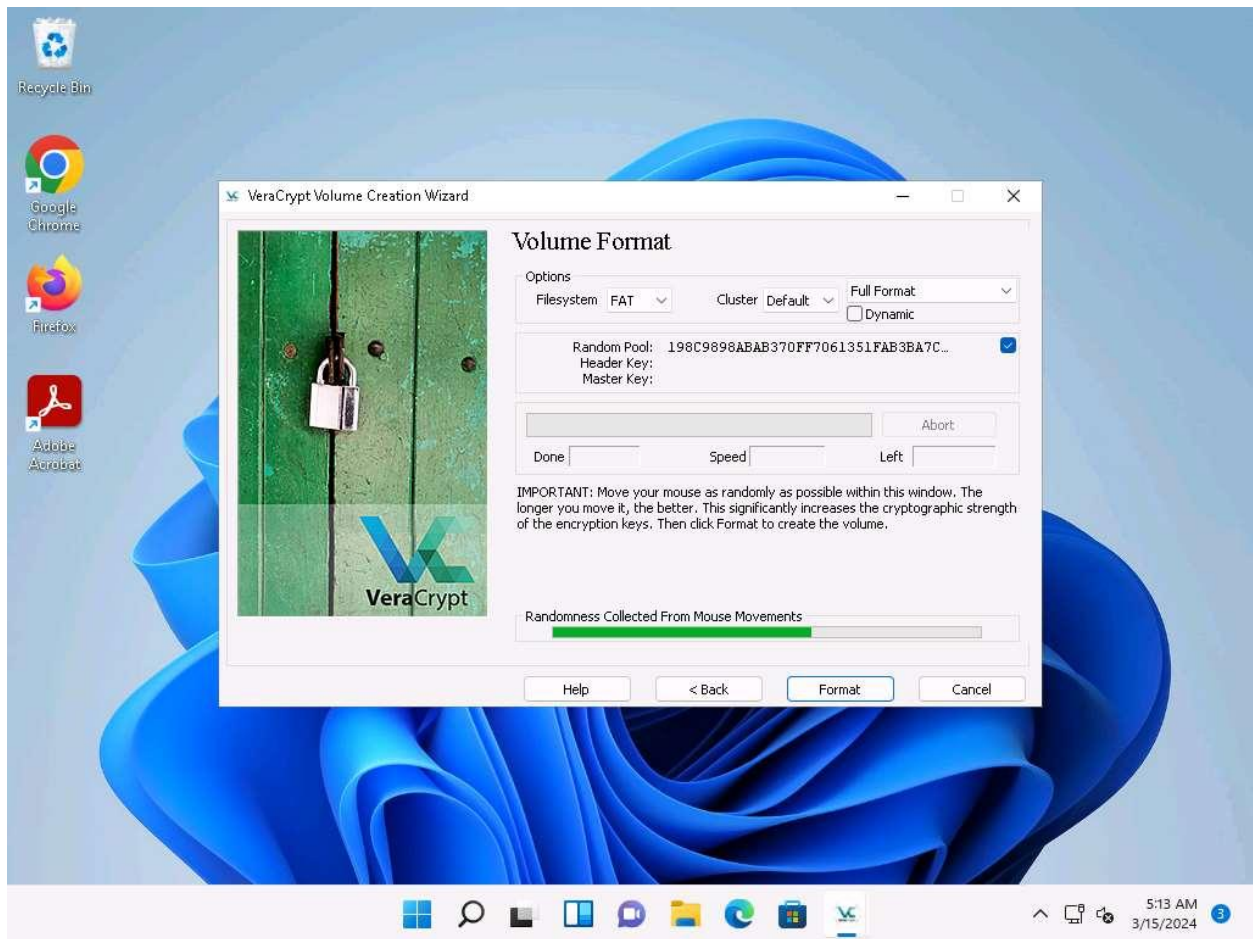 Recycle Bin
Google
Chrome
Firefox
Adobe
Acrobat
VeraCrypt Volume Creation Wizard
Volume Format
Options
Filesystem FAT Cluster Default Full Format
Dynamic
Random Pool: 198C9898ABAB370FF7061351FAB3BA7C...
Header Key:
Master Key:
Abort
Done Speed Left
IMPORTANT: Move your mouse as randomly as possible within this window. The
longer you move it, the better. This significantly increases the cryptographic strength
of the encryption keys. Then click Format to create the volume.
VeraCrypt
Randomness Collected From Mouse Movements
Help < Back Format Cancel
5:13 AM
3/15/2024
3